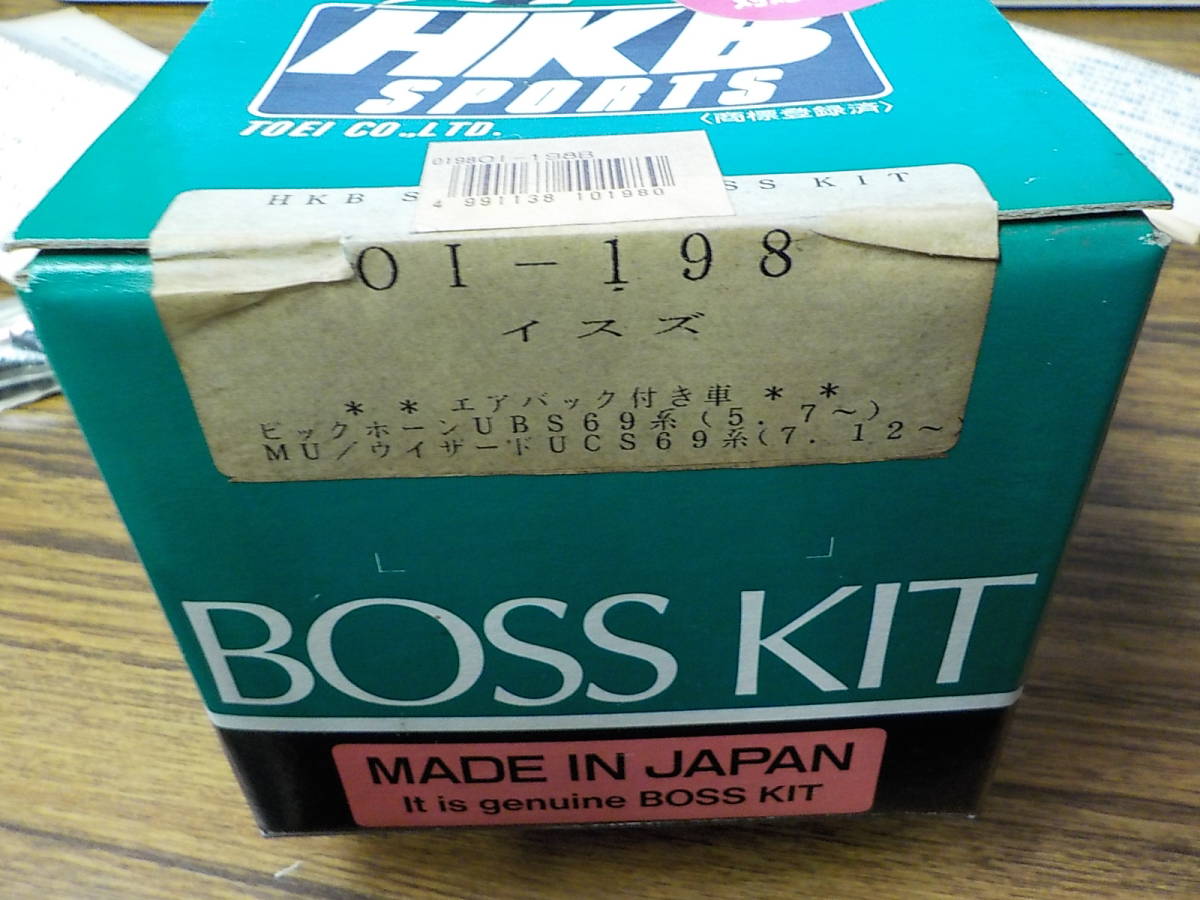 HKB
SPORTS
〈商標登録済〉
TOEI CO.,LTD.
01980I-198B
4 991138 101980
HKB S SS KIT
OI-198
イスズ
＊ ＊ エアバック付き車 ＊ ＊
ビックホーンUBS69系(5. 7～)
MU/ウイザードUCS69系(7. 12～
BOSS KIT
MADE IN JAPAN
It is genuine BOSS KIT